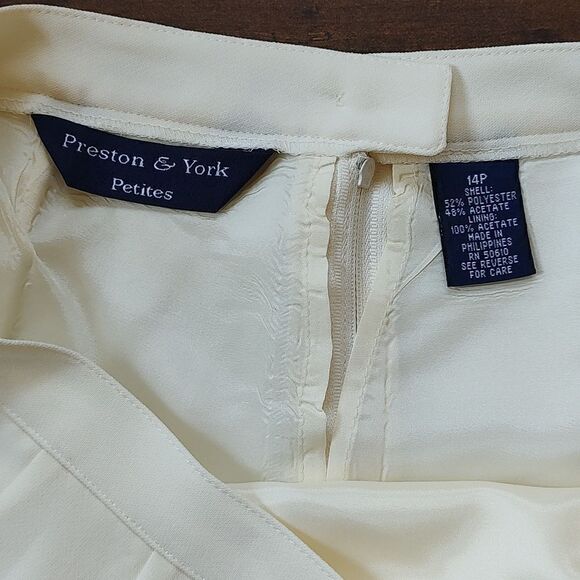 Preston & York
Petites
14P
SHELL:
52% POLYESTER
48% ACETATE
LINING:
100% ACETATE
MADE IN
PHILIPPINES
RN 50610
SEE REVERSE
FOR CARE